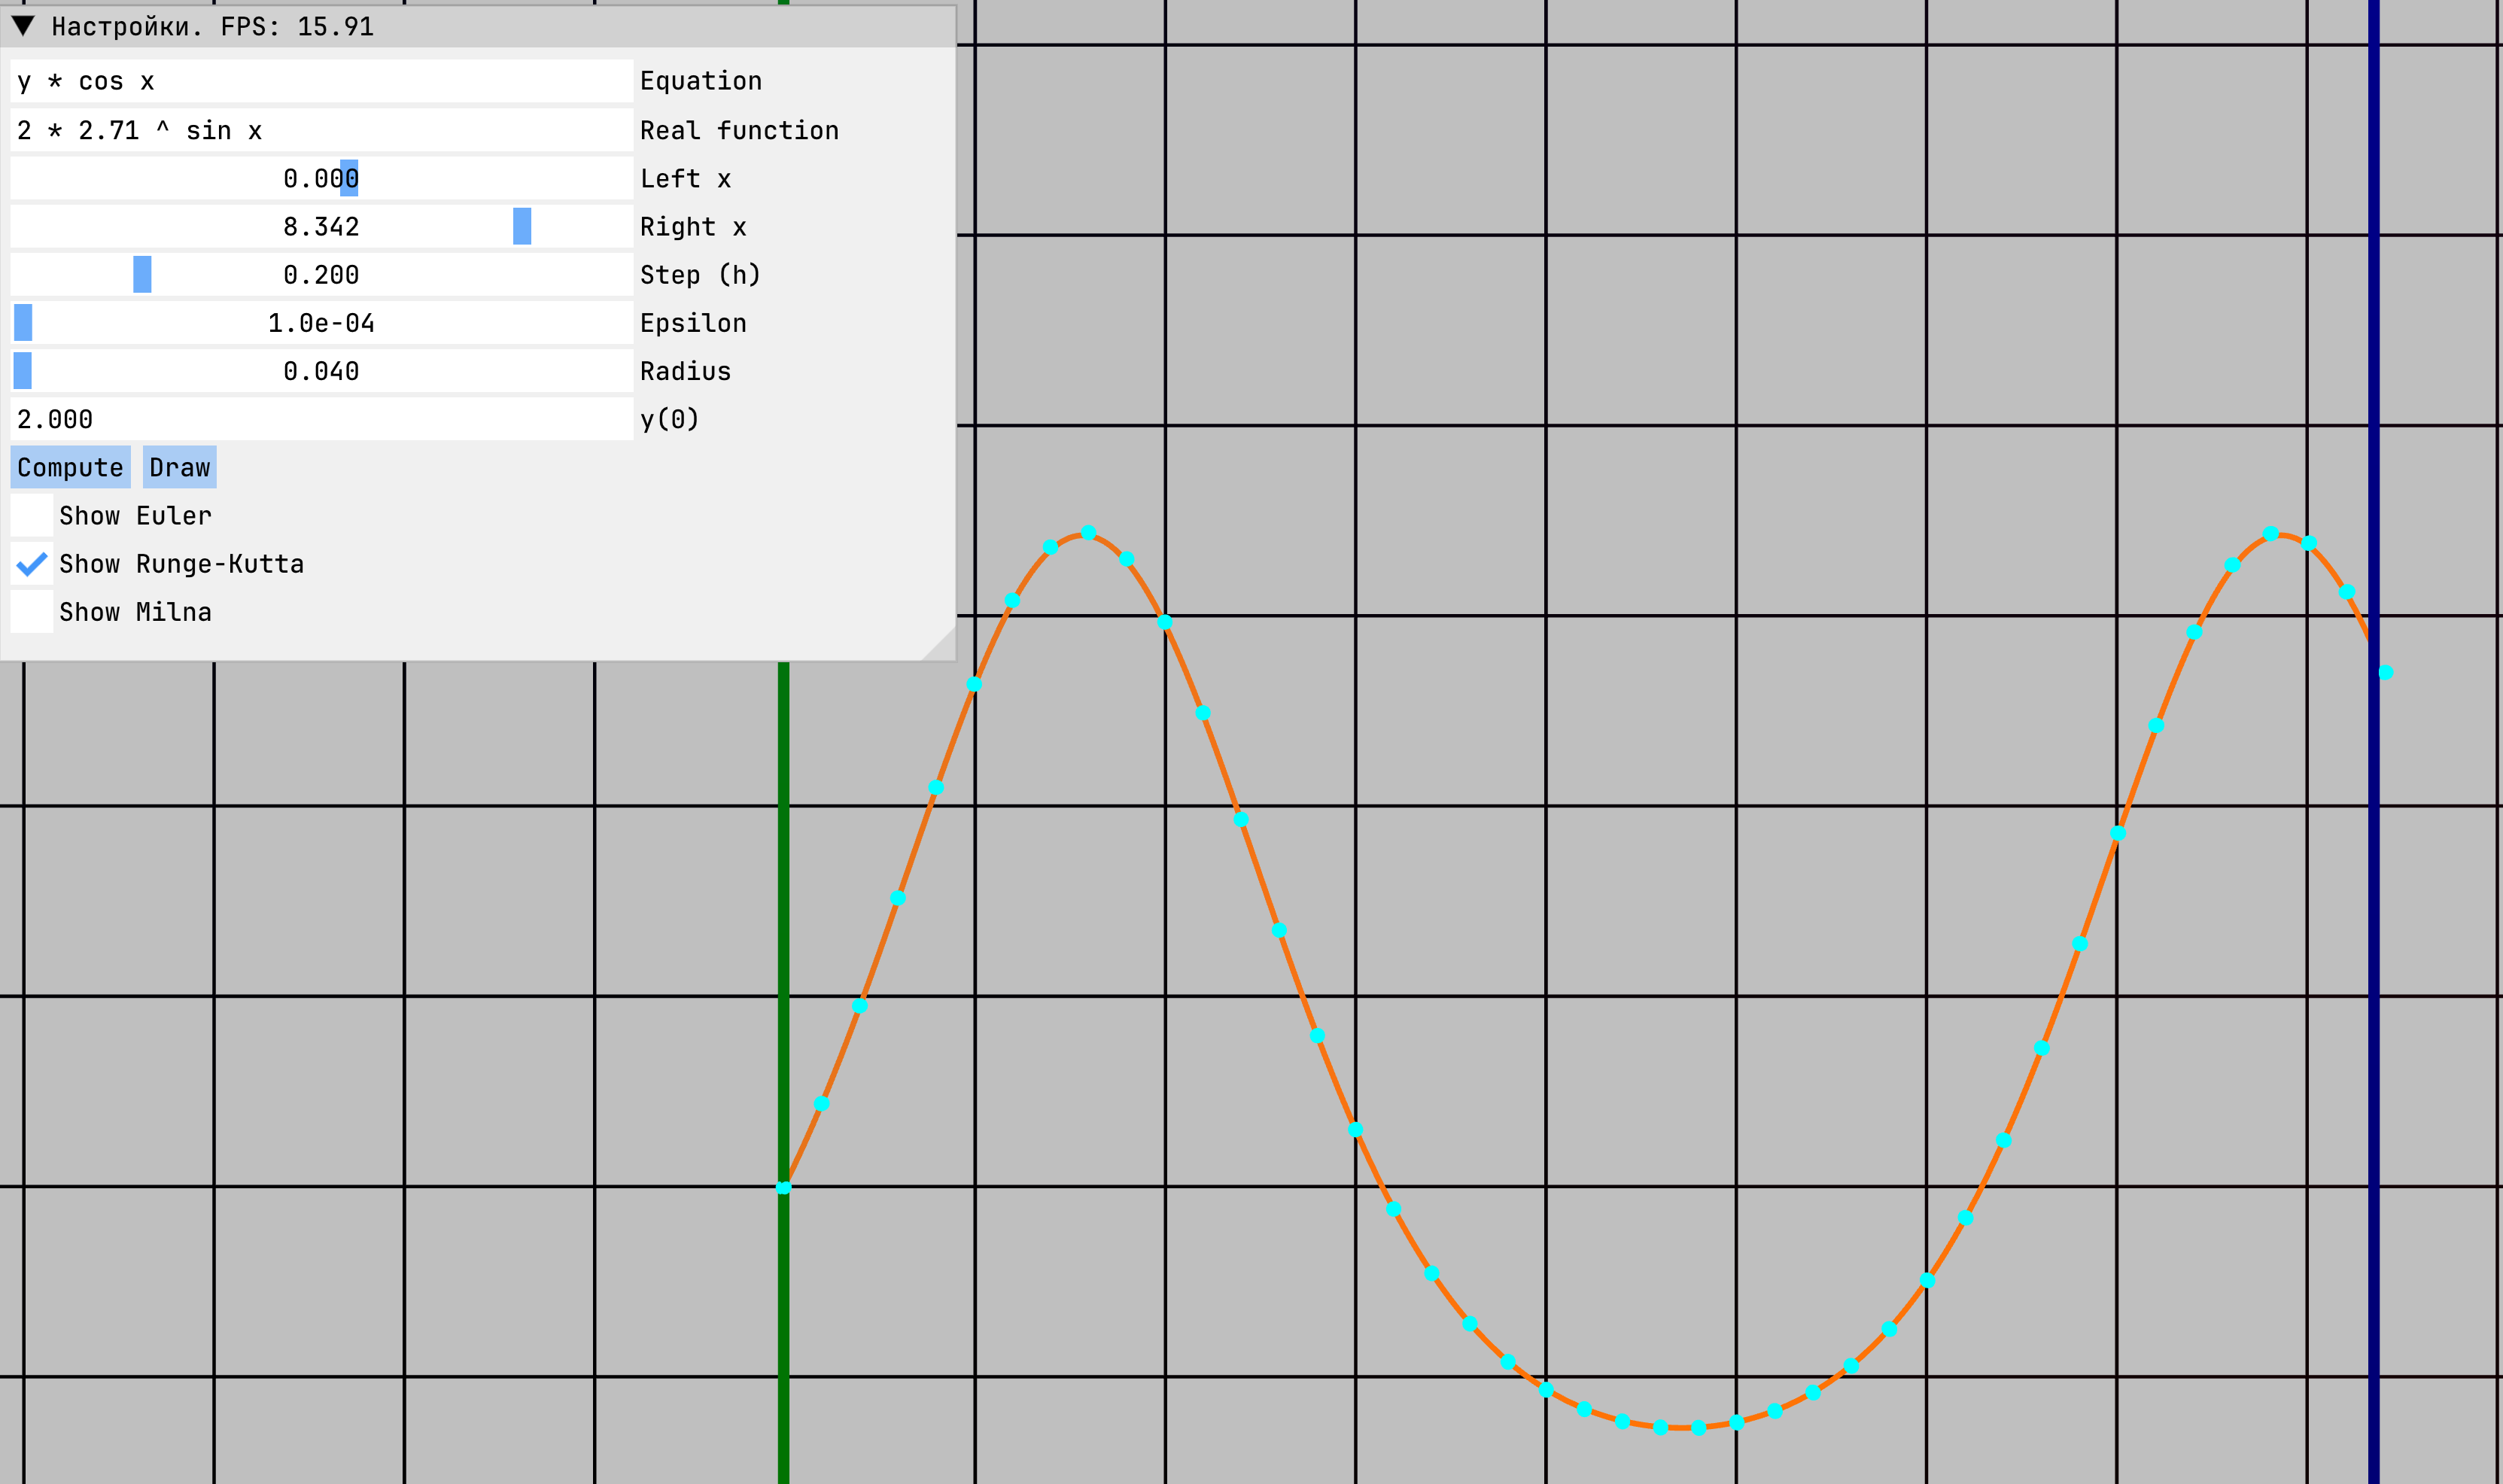 Настройки. FPS: 15.91
y * cos x Equation
2 * 2.71 ^ sin x Real function
0.000 Left x
8.342 Right x
0.200 Step (h)
1.0e-04 Epsilon
0.040 Radius
2.000 y(0)
Compute Draw
Show Euler
Show Runge-Kutta
Show Milna